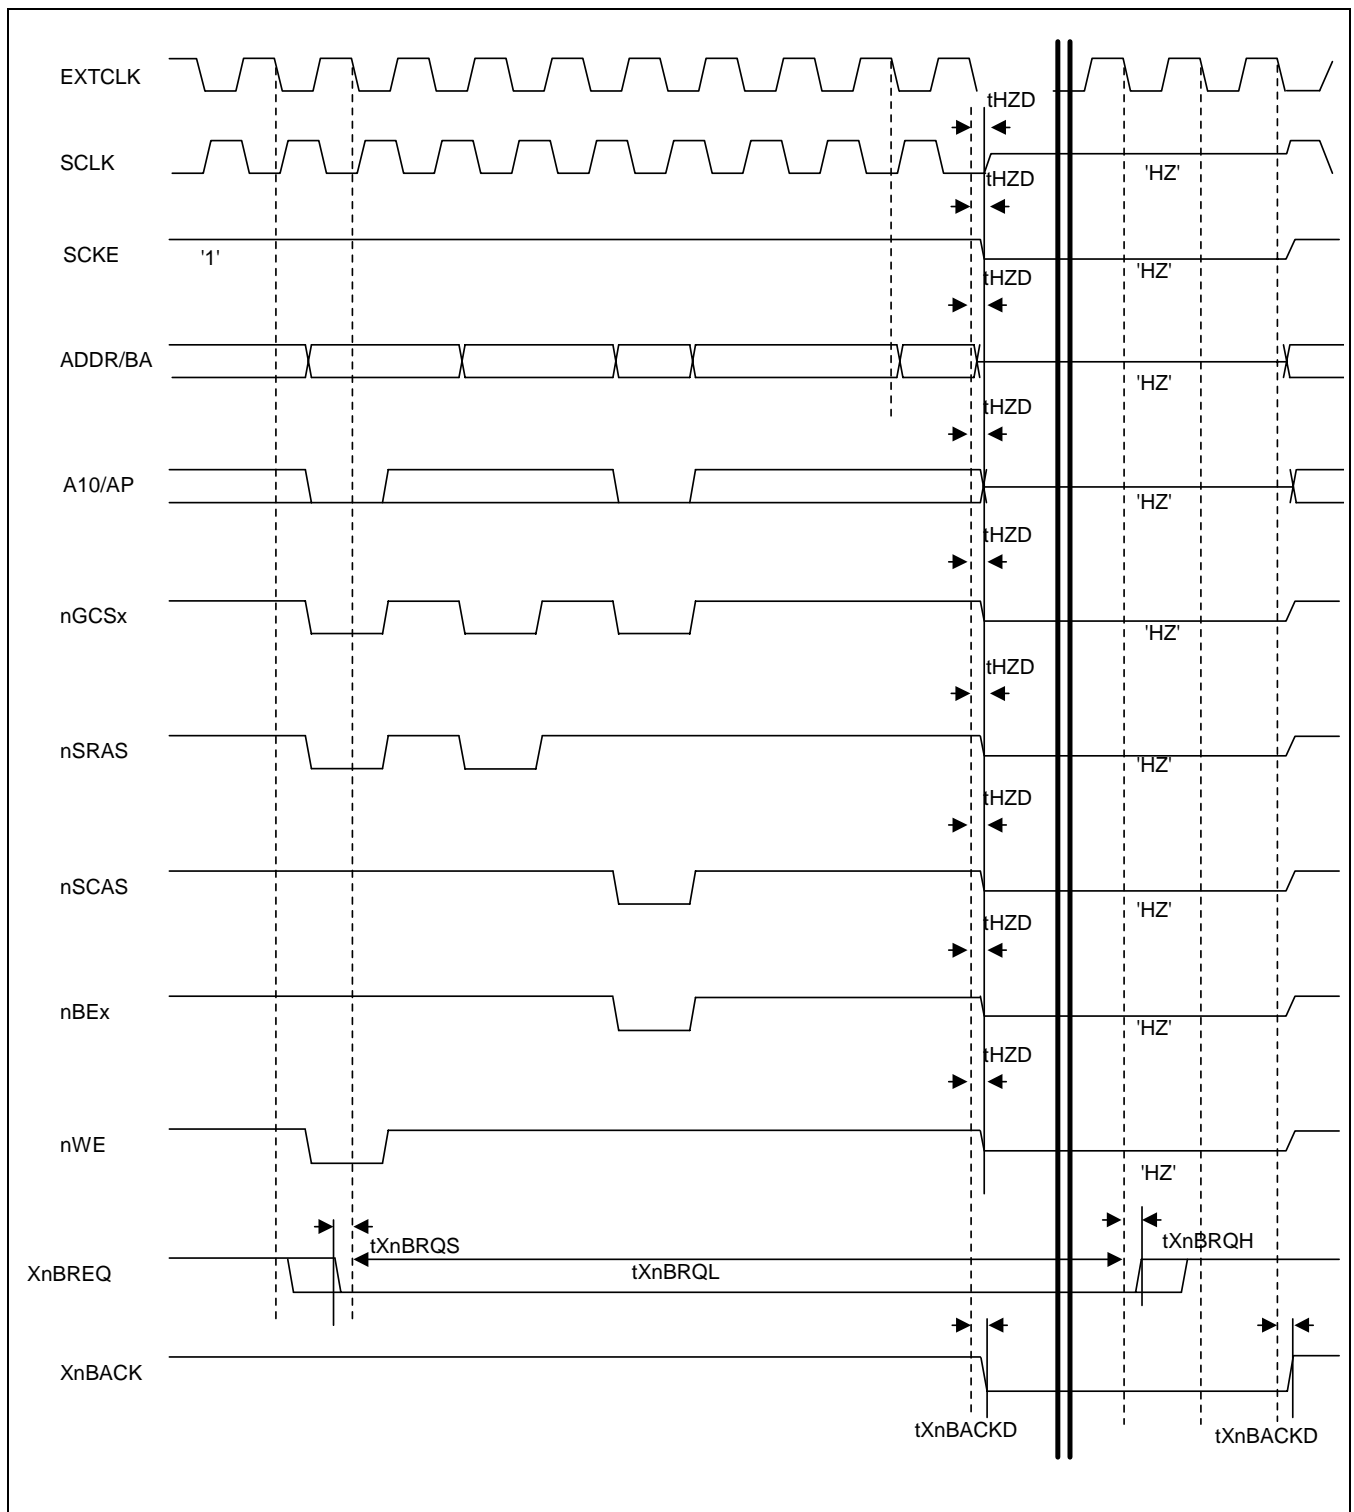 EXTCLK
tHZD
SCLK
'HZ'
tHZD
SCKE
'1'
'HZ'
tHZD
ADDR/BA
'HZ'
tHZD
A10/AP
'HZ'
tHZD
nGCSx
'HZ'
tHZD
nSRAS
'HZ'
tHZD
nSCAS
'HZ'
tHZD
nBEx
'HZ'
tHZD
nWE
'HZ'
tXnBRQS
tXnBRQH
XnBREQ
tXnBRQL
XnBACK
tXnBACKD
tXnBACKD